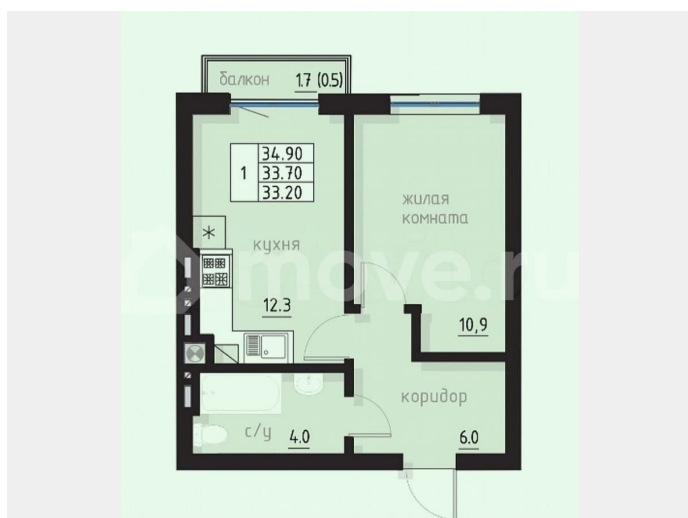 балкон 1.7 (0.5)
34.90
1 33.70
33.20
жилая
комната
*
кухня
move.ru
12.3
10,9
коридор
с/у 4.0
6.0